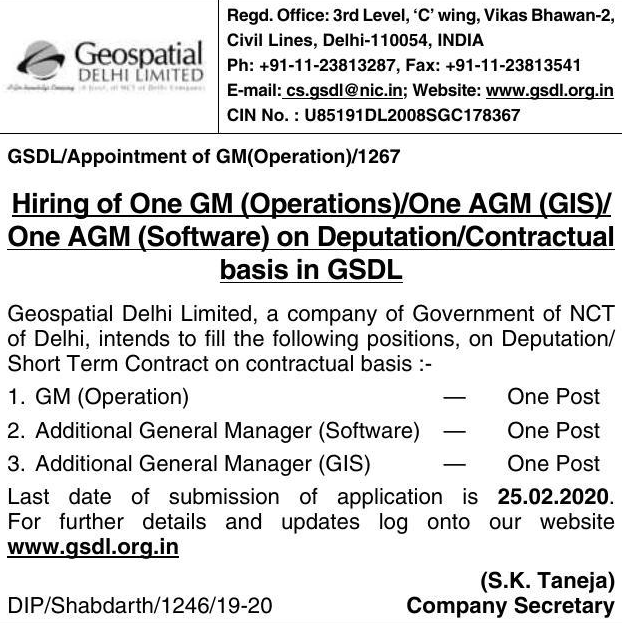 Geospatial
DELHI LIMITED
Regd. Office: 3rd Level, ‘C’ wing, Vikas Bhawan-2,
Civil Lines, Delhi-110054, INDIA
Ph: +91-11-23813287, Fax: +91-11-23813541
E-mail: cs.gsdl@nic.in; Website: www.gsdl.org.in
CIN No. : U85191DL2008SGC178367
GSDL/Appointment of GM(Operation)/1267
Hiring of One GM (Operations)/One AGM (GIS)/
One AGM (Software) on Deputation/Contractual
basis in GSDL
Geospatial Delhi Limited, a company of Government of NCT
of Delhi, intends to fill the following positions, on Deputation/
Short Term Contract on contractual basis :-
1. GM (Operation) — One Post
2. Additional General Manager (Software) — One Post
3. Additional General Manager (GIS) — One Post
Last date of submission of application is 25.02.2020.
For further details and updates log onto our website
www.gsdl.org.in
(S.K. Taneja)
DIP/Shabdarth/1246/19-20 Company Secretary